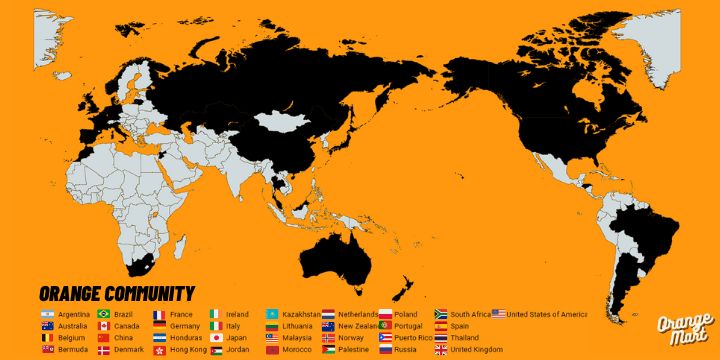 ORANGE COMMUNITY
Argentina Brazil France Ireland Kazakhstan Netherlands Poland South Africa United States of America
Australia Canada Germany Italy Lithuania New Zealand Portugal Spain
Belgium China Honduras Japan Malaysia Norway Puerto Rico Thailand
Bermuda Denmark Hong Kong Jordan Morocco Palestine Russia United Kingdom
Orange
Mart